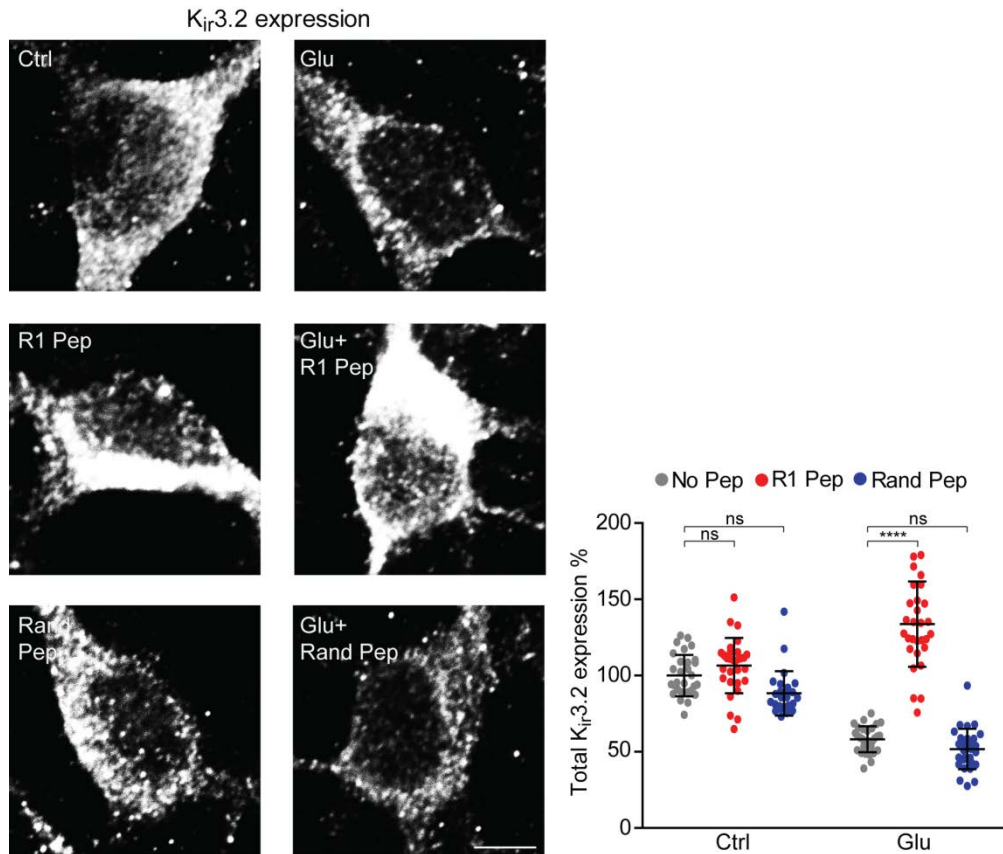 Kir3.2 expression
Ctrl
Glu
R1 Pep
Glu+
R1 Pep
Rand
Pep
Glu+
Rand Pep
No Pep R1 Pep Rand Pep
Total Kir3.2 expression %
200
150
100
50
0
ns
ns
ns
****
Ctrl
Glu